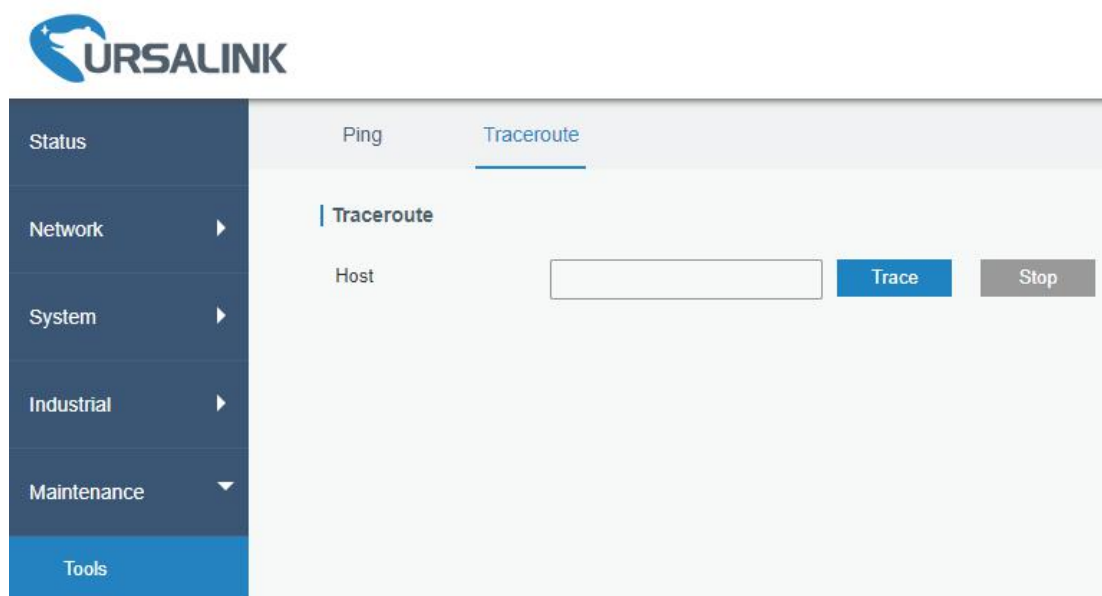 URSALINK
Status
Network
System
Industrial
Maintenance
Tools
Ping Traceroute
Traceroute
Host Trace Stop